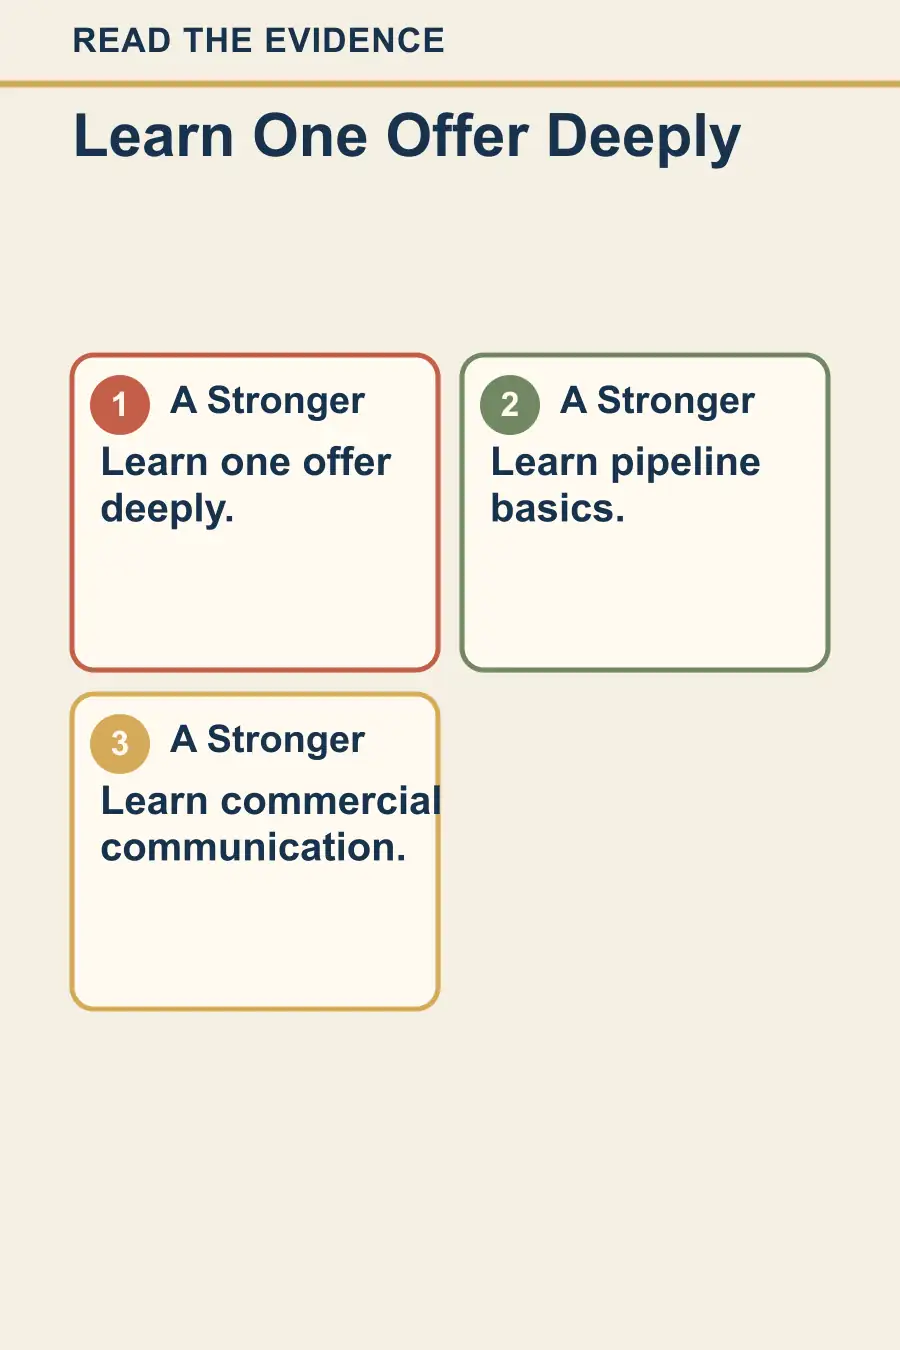 READ THE EVIDENCE
Learn One Offer Deeply
1 A Stronger
Learn one offer
deeply.
2 A Stronger
Learn pipeline
basics.
3 A Stronger
Learn commercial
communication.